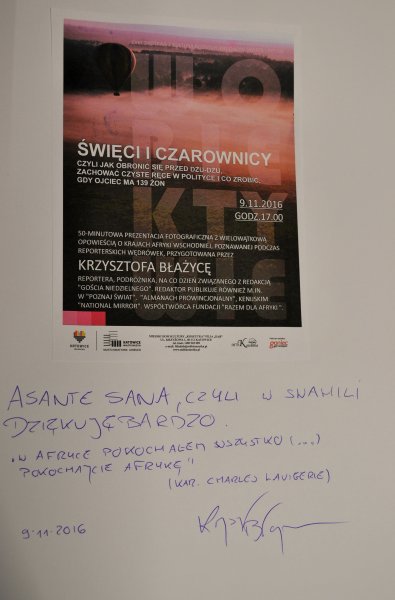 ŚWIĘCI I CZAROWNICY
CZYLI JAK OBRONIĆ SIĘ PRZED DZU-DZU,
ZACHOWAĆ CZYSTE RĘCE W POLITYCE I CO ZROBIĆ,
GDY OJCIEC MA 139 ŻON
9.11.2016
GODZ.17.00
50-MINUTOWA PREZENTACJA FOTOGRAFICZNA Z WIELOWĄTKOWĄ
OPOWIEŚCIĄ O KRAJACH AFRYKI WSCHODNIEJ, POZNAWANEJ PODCZAS
REPORTERSKICH WĘDRÓWEK, PRZYGOTOWANA PRZEZ
KRZYSZTOFA BŁAŻYCĘ
REPORTERA, PODRÓŻNIKA, NA CO DZIEŃ ZWIĄZANEGO Z REDAKCJĄ
"GOŚCIA NIEDZIELNEGO". REDAKTOR PUBLIKUJE RÓWNIEŻ M.IN.
W "POZNAJ ŚWIAT", "ALMANACH PROWINCJONALNY", KENIJSKIM
"NATIONAL MIRROR". WSPÓŁTWÓRCA FUNDACJI "RAZEM DLA AFRYKI".
KATOWICE
ASANTE SANA, CZYLI W SWAHILI
DZIĘKUJĘ BARDZO.
"W AFRYCE POKOCHAŁEM WSZYSTKO (...)
POKOCHAJCIE AFRYKĘ"
(KAR. CHARLES LAVIGERIE)
9.11.2016